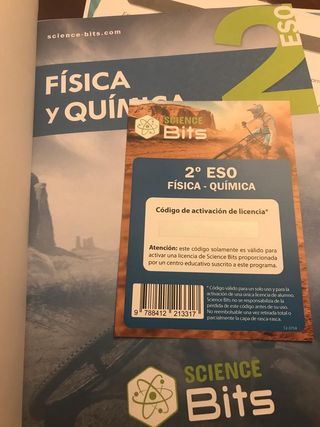 science-bits.com
2
ESO
FÍSICA
y QUÍMICA
SCIENCE
Bits
2º ESO
FÍSICA - QUÍMICA
Código de activación de licencia*
Atención: este código solamente es válido para
activar una licencia de Science Bits proporcionada
por un centro educativo suscrito a este programa.
* Código válido para un solo uso y para la
activación de una única licencia de alumno.
Science Bits no se responsabiliza de la
perdida de este código antes de su uso.
No reembolsable una vez retirada total o
parcialmente la capa de rasca-rasca.
9 788412 213317
SCIENCE
Bits